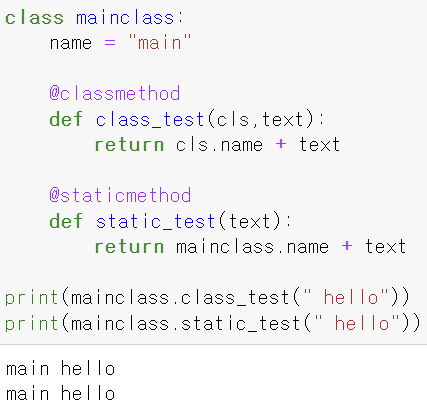 class mainclass:
    name = "main"

    @classmethod
    def class_test(cls,text):
        return cls.name + text

    @staticmethod
    def static_test(text):
        return mainclass.name + text

print(mainclass.class_test(" hello"))
print(mainclass.static_test(" hello"))
main hello
main hello